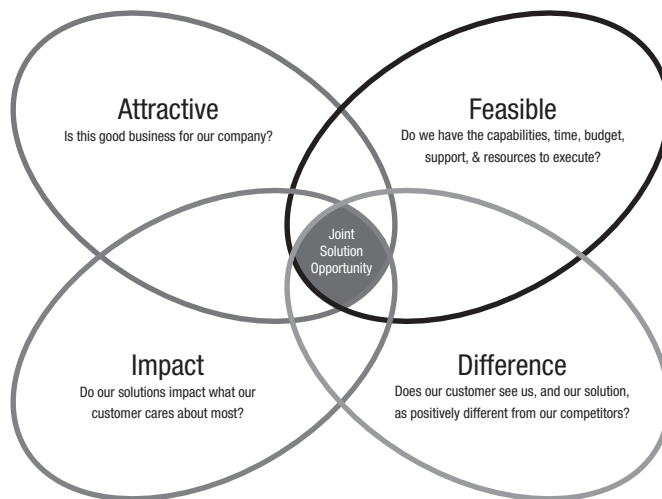 Attractive
Is this good business for our company?
Feasible
Do we have the capabilities, time, budget,
support, & resources to execute?
Joint
Solution
Opportunity
Impact
Do our solutions impact what our
customer cares about most?
Difference
Does our customer see us, and our solution,
as positively different from our competitors?